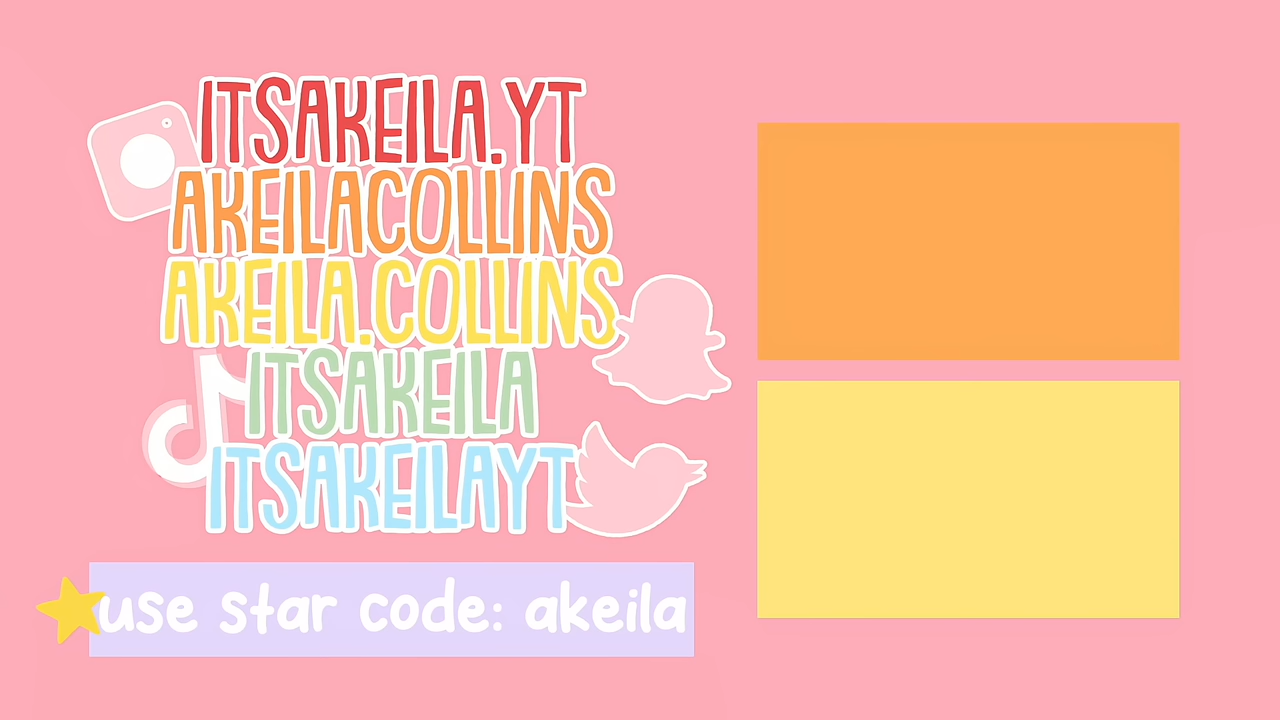 ITSAKEILA.YT
AKEILACOLLINS
AKEILA.COLLINS
ITSAKEILA
ITSAKEILAYT
use star code: akeila